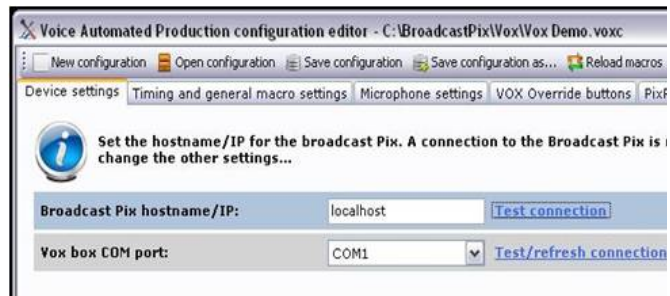 Voice Automated Production configuration editor - C:\BroadcastPix\Vox\Vox Demo.voxc
New configuration Open configuration Save configuration Save configuration as... Reload macros
Device settings Timing and general macro settings Microphone settings VOX Override buttons
Set the hostname/IP for the broadcast Pix. A connection to the Broadcast Pix is
change the other settings...
Broadcast Pix hostname/IP: localhost Test connection
Vox box COM port: COM1 Test/refresh connection